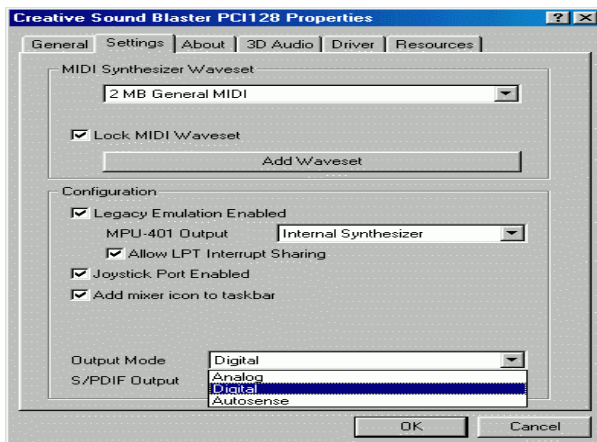 Creative Sound Blaster PCI128 Properties
General Settings About 3D Audio Driver Resources
MIDI Synthesizer Waveset
2 MB General MIDI
Lock MIDI Waveset
Add Waveset
Configuration
Legacy Emulation Enabled
MPU-401 Output Internal Synthesizer
Allow LPT Interrupt Sharing
Joystick Port Enabled
Add mixer icon to taskbar
Output Mode Digital
S/PDIF Output Analog
Digital
Autosense
OK Cancel